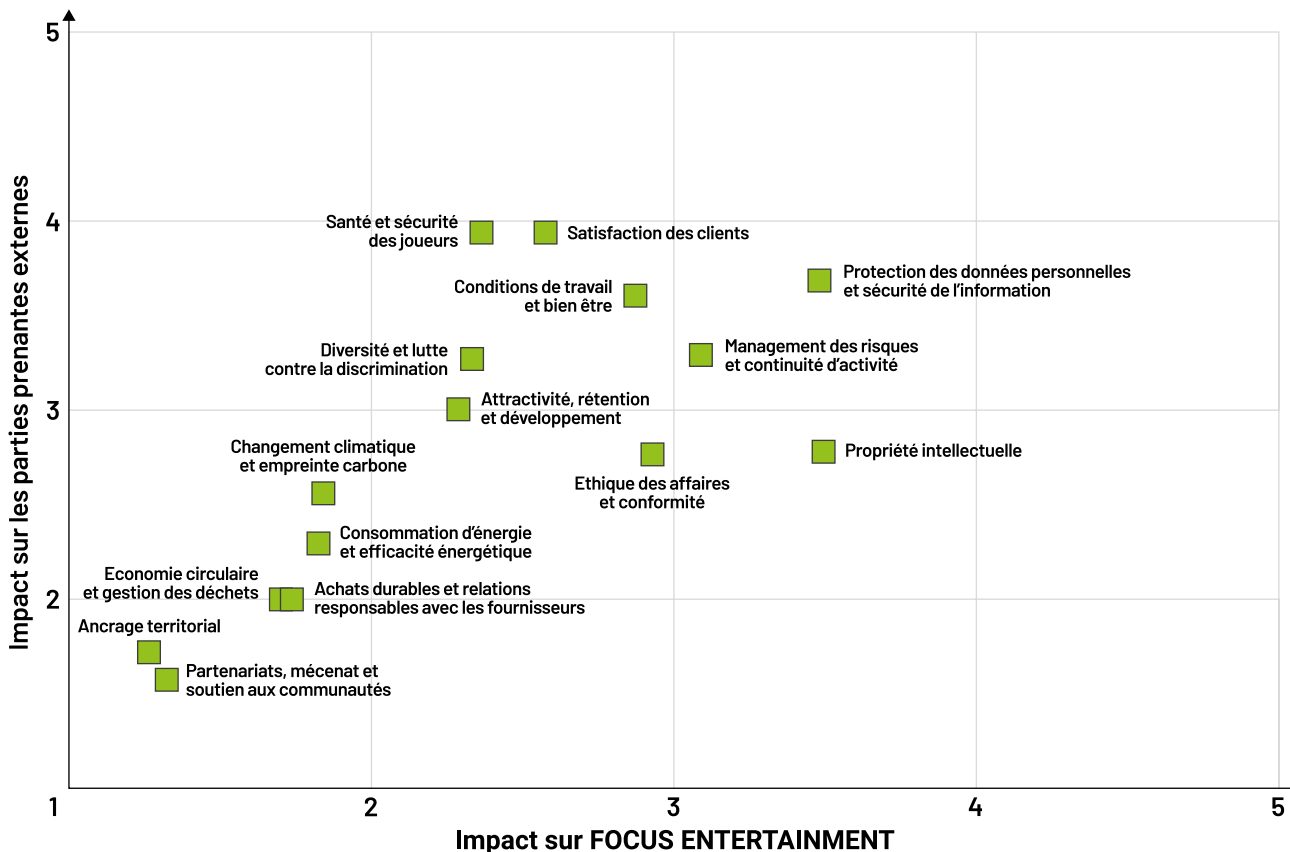 5
Impact sur les parties prenantes externes
4
Santé et sécurité
des joueurs
Satisfaction des clients
Protection des données personnelles
et sécurité de l'information
Conditions de travail
et bien être
Management des risques
et continuité d'activité
Diversité et lutte
contre la discrimination
Attractivité, rétention
et développement
3
Changement climatique
et empreinte carbone
Propriété intellectuelle
Ethique des affaires
et conformité
Consommation d'énergie
et efficacité énergétique
Economie circulaire
et gestion des déchets
Achats durables et relations
responsables avec les fournisseurs
2
Ancrage territorial
Partenariats, mécenat et
soutien aux communautés
1 2 3 4 5
Impact sur FOCUS ENTERTAINMENT